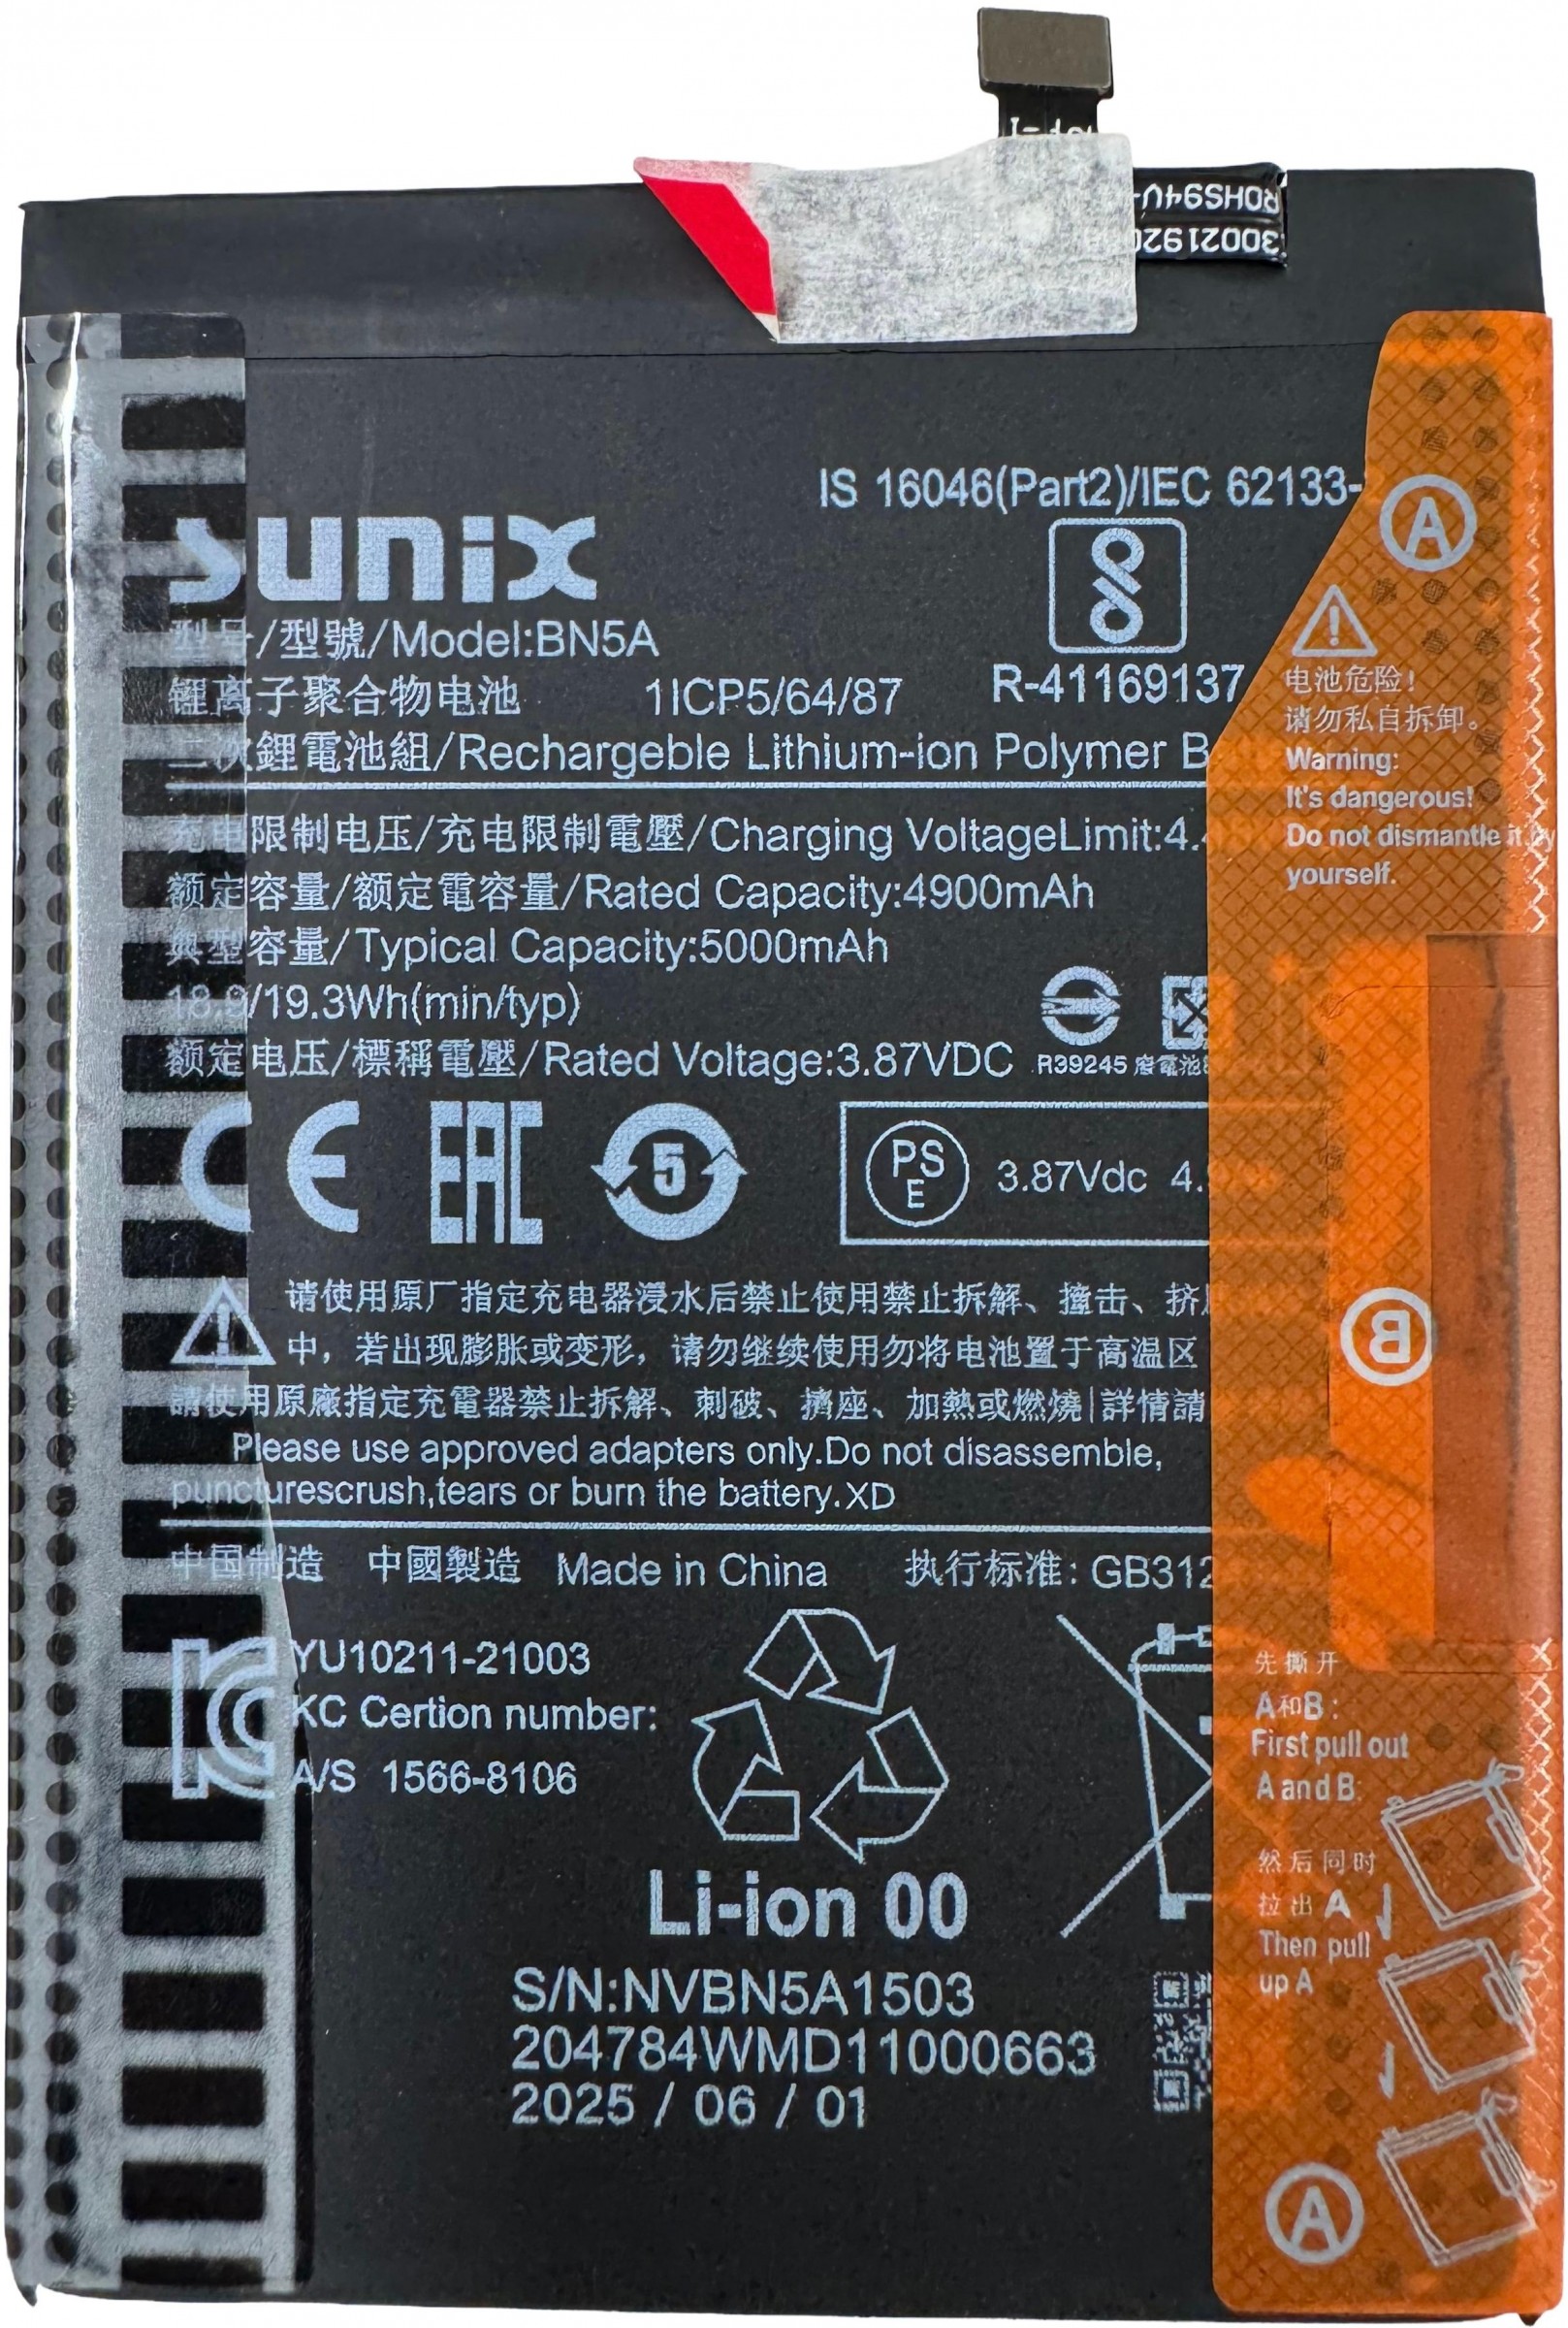 IS 16046(Part2)/IEC 62133-
sunix
型号/型號/Model:BN5A
锂离子聚合物电池 1ICP5/64/87
R-41169137
二次鋰電池組/Rechargeble Lithium-ion Polymer B
充电限制电压/充电限制電壓/Charging VoltageLimit:4.4
额定容量/额定電容量/Rated Capacity:4900mAh
典型容量/Typical Capacity:5000mAh
18.9/19.3Wh(min/typ)
额定电压/標稱電壓/Rated Voltage:3.87VDC
R39245 廢電池
CE EAC 5
PS
E
3.87Vdc 4.
请使用原厂指定充电器浸水后禁止使用禁止拆解、撞击、挤
中，若出现膨胀或变形，请勿继续使用勿将电池置于高温区
請使用原廠指定充電器禁止拆解、刺破、擠座、加熱或燃燒|詳情請
Please use approved adapters only.Do not disassemble,
puncturescrush,tears or burn the battery.XD
中国制造 中國製造 Made in China 执行标准: GB312
KC
YU10211-21003
KC Certion number:
A/S 1566-8106
Li-ion 00
S/N:NVBN5A1503
204784WMD11000663
2025 / 06 / 01
ROHS94V-
3002192
A
电池危险！
请勿私自拆卸。
Warning:
It's dangerous!
Do not dismantle it by
yourself.
B
先撕开
A和B：
First pull out
A and B.
然后同时
拉出 A
Then pull
up A
A